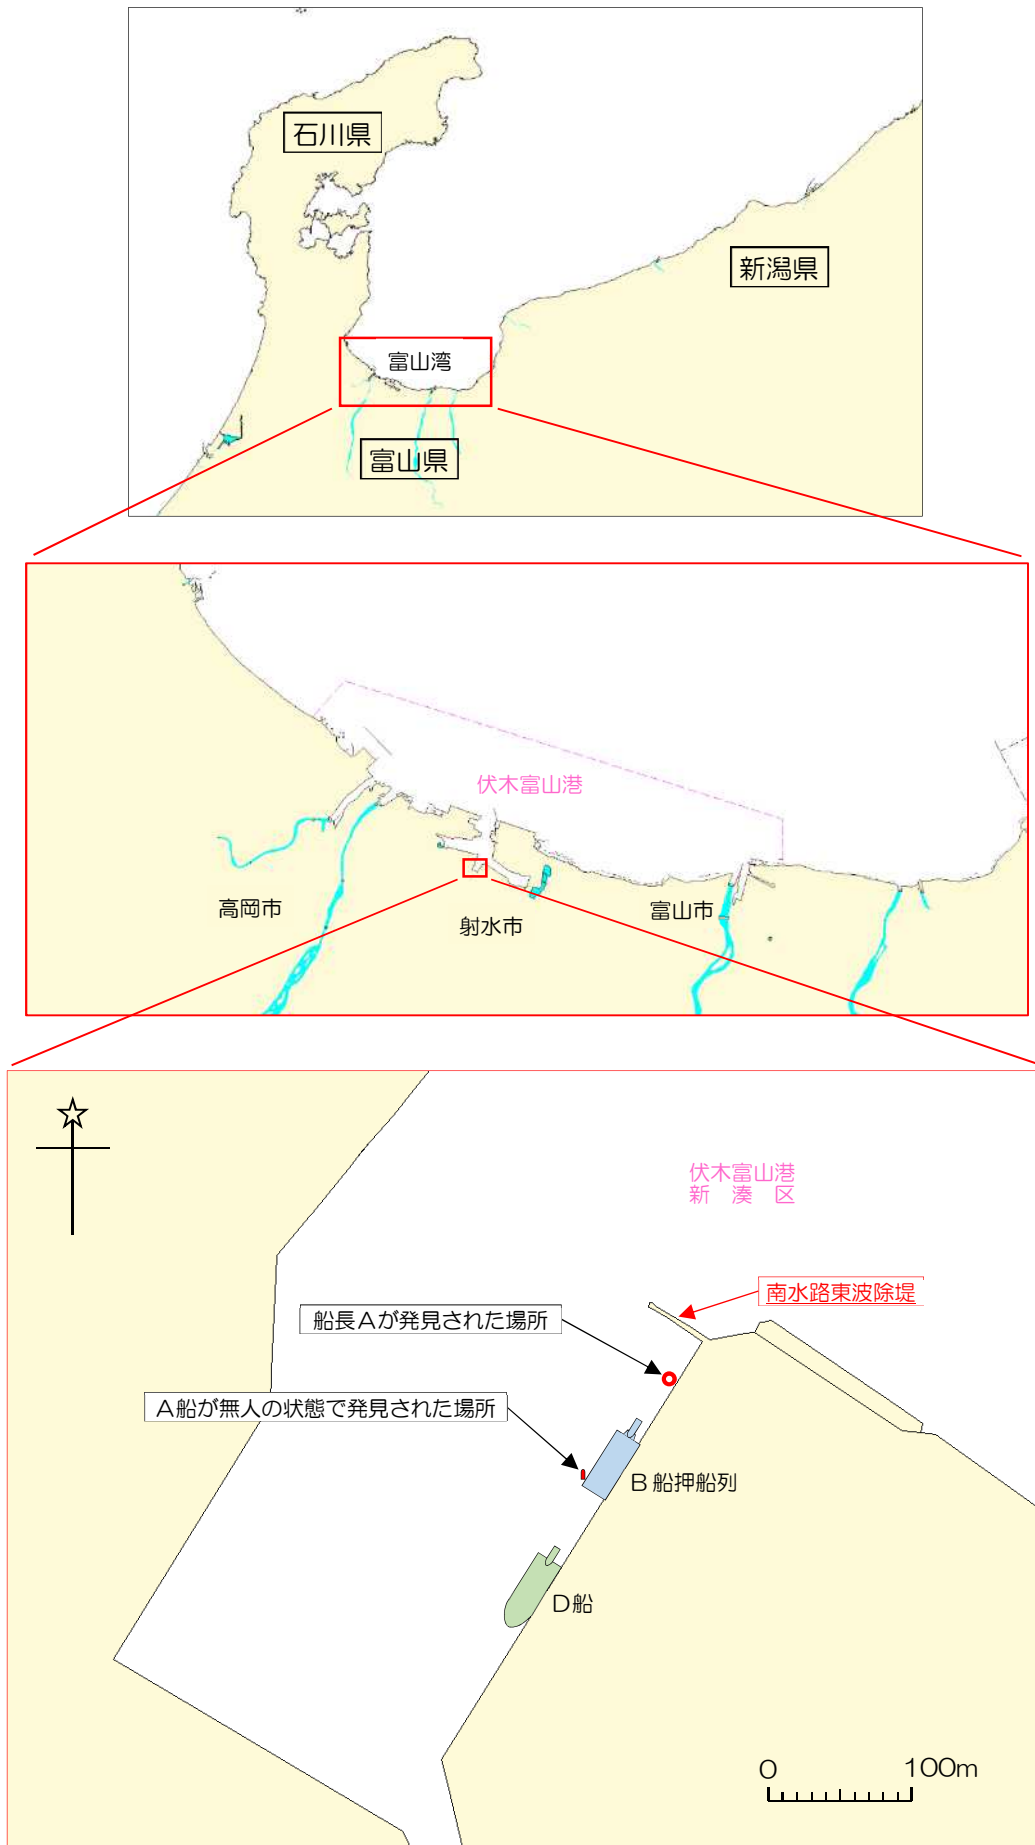 石川県
新潟県
富山湾
富山県
伏木富山港
高岡市
射水市
富山市
伏木富山港
新湊区
南水路東波除堤
船長Aが発見された場所
A船が無人の状態で発見された場所
B船押船列
D船
0 100m